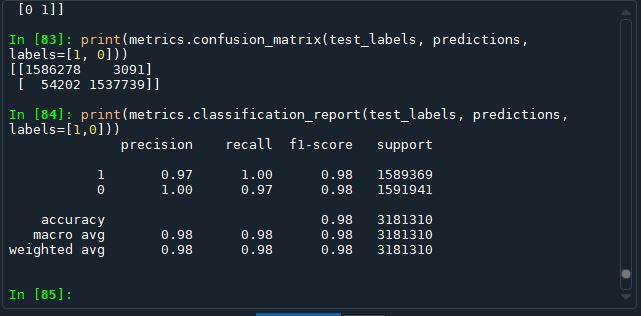 [0 1]]
In [83]: print(metrics.confusion_matrix(test_labels, predictions,
labels=[1, 0]))
[[1586278    3091]
 [  54202 1537739]]
In [84]: print(metrics.classification_report(test_labels, predictions,
labels=[1,0]))
              precision    recall  f1-score   support
           1       0.97      1.00      0.98   1589369
           0       1.00      0.97      0.98   1591941
    accuracy                           0.98   3181310
   macro avg       0.98      0.98      0.98   3181310
weighted avg       0.98      0.98      0.98   3181310
In [85]: